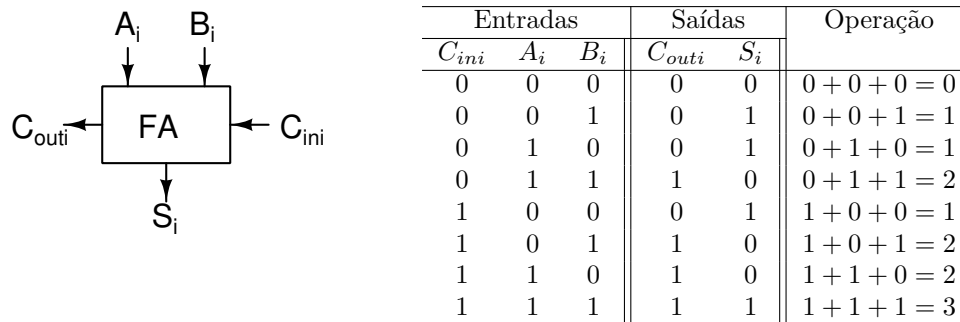 A_i B_i
C_outi FA C_ini
S_i
Entradas Saídas Operação
C_ini A_i B_i C_outi S_i
0 0 0 0 0 0 + 0 + 0 = 0
0 0 1 0 1 0 + 0 + 1 = 1
0 1 0 0 1 0 + 1 + 0 = 1
0 1 1 1 0 0 + 1 + 1 = 2
1 0 0 0 1 1 + 0 + 0 = 1
1 0 1 1 0 1 + 0 + 1 = 2
1 1 0 1 0 1 + 1 + 0 = 2
1 1 1 1 1 1 + 1 + 1 = 3